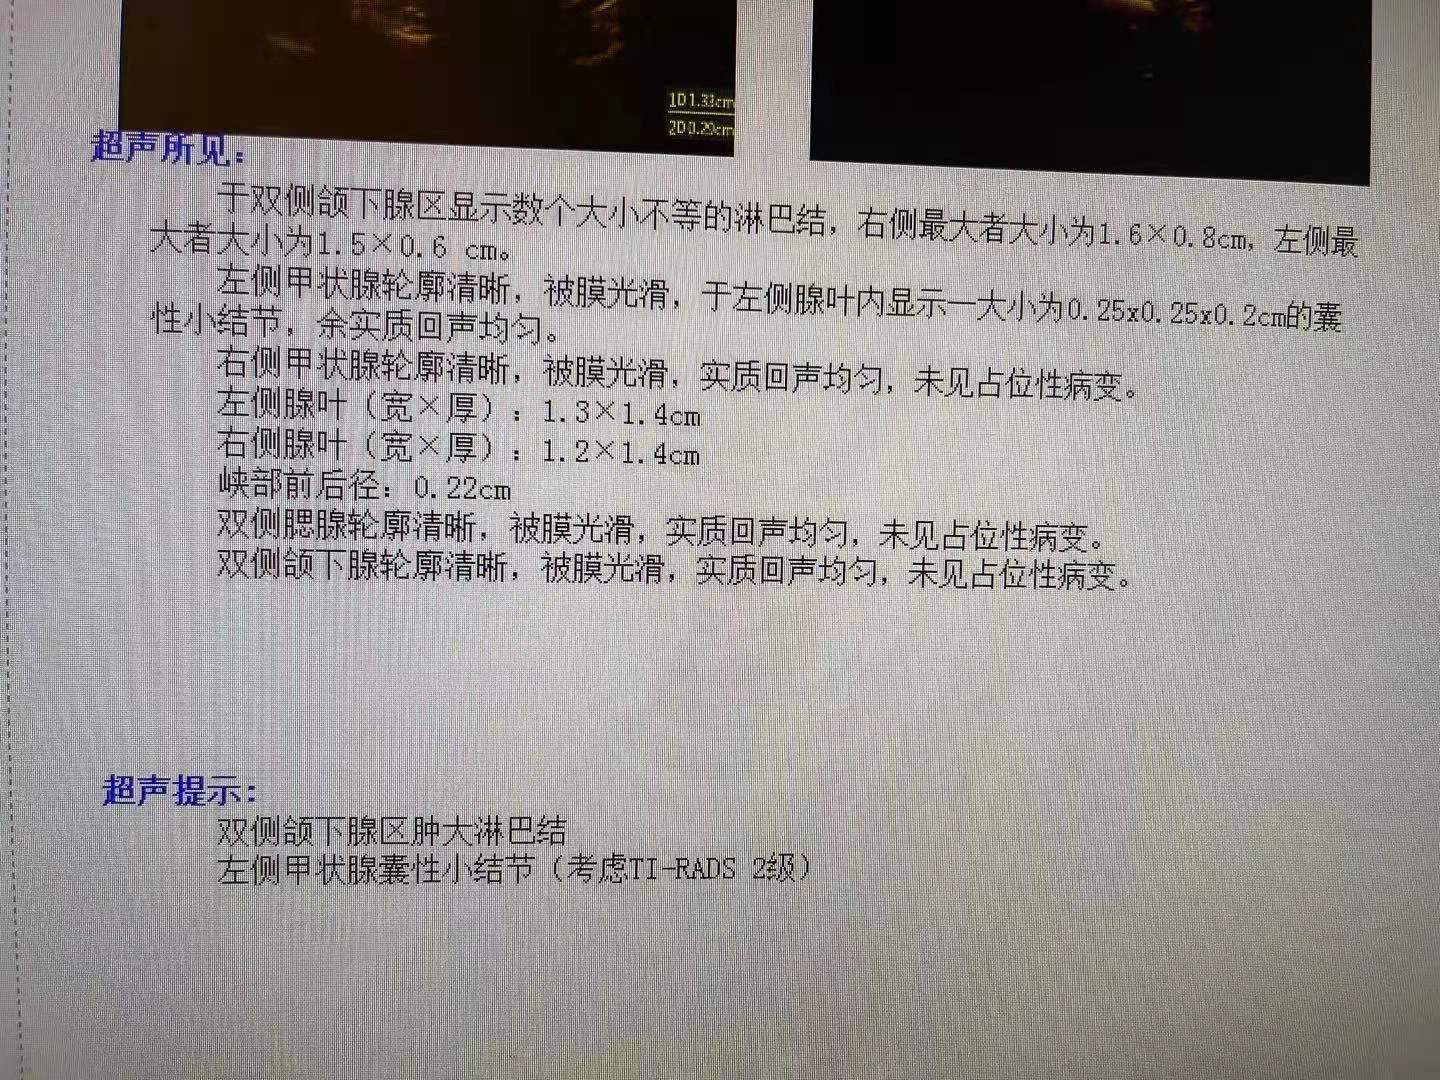 1D 1.33cm
2D 0.20cm
超声所见：
于双侧颌下腺区显示数个大小不等的淋巴结，右侧最大者大小为1.6×0.8cm，左侧最
大者大小为1.5×0.6 cm。
左侧甲状腺轮廓清晰，被膜光滑，于左侧腺叶内显示一大小为0.25x0.25x0.2cm的囊
性小结节，余实质回声均匀。
右侧甲状腺轮廓清晰，被膜光滑，实质回声均匀，未见占位性病变。
左侧腺叶（宽×厚）：1.3×1.4cm
右侧腺叶（宽×厚）：1.2×1.4cm
峡部前后径：0.22cm
双侧腮腺轮廓清晰，被膜光滑，实质回声均匀，未见占位性病变。
双侧颌下腺轮廓清晰，被膜光滑，实质回声均匀，未见占位性病变。
超声提示：
双侧颌下腺区肿大淋巴结
左侧甲状腺囊性小结节（考虑TI-RADS 2级）